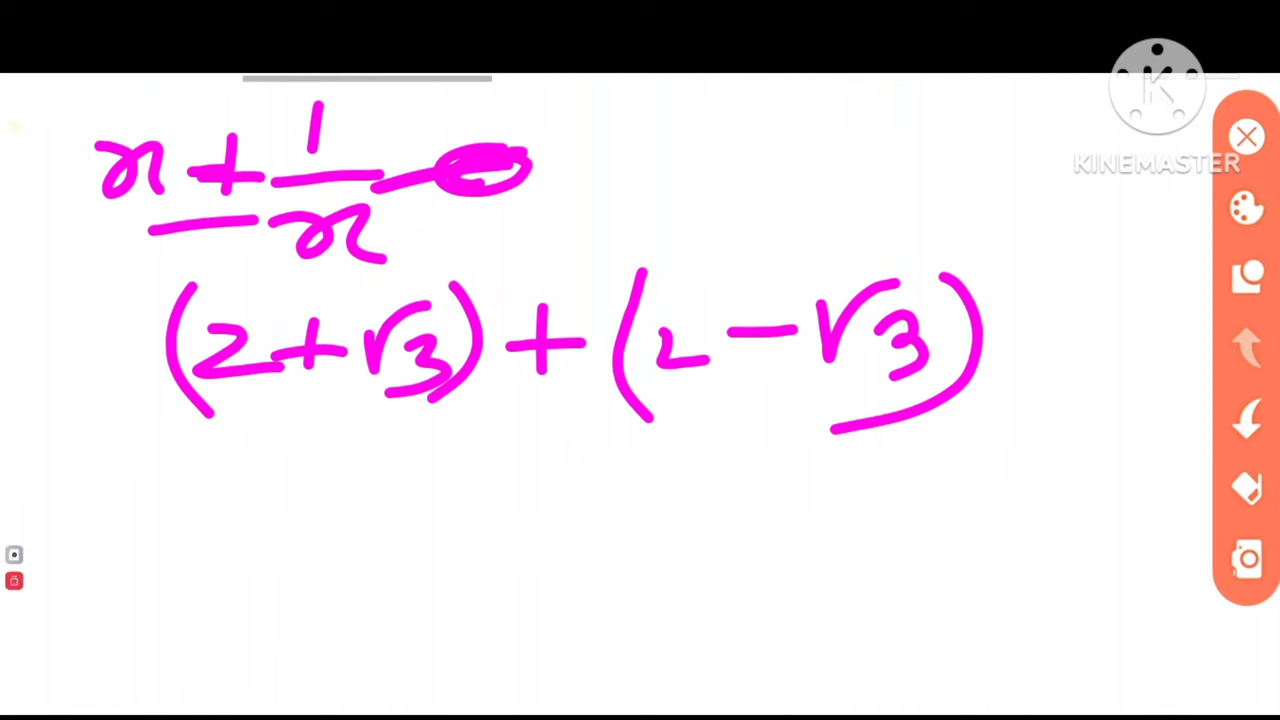 KINEMASTER
x + 1/x
(2+√3) + (2-√3)